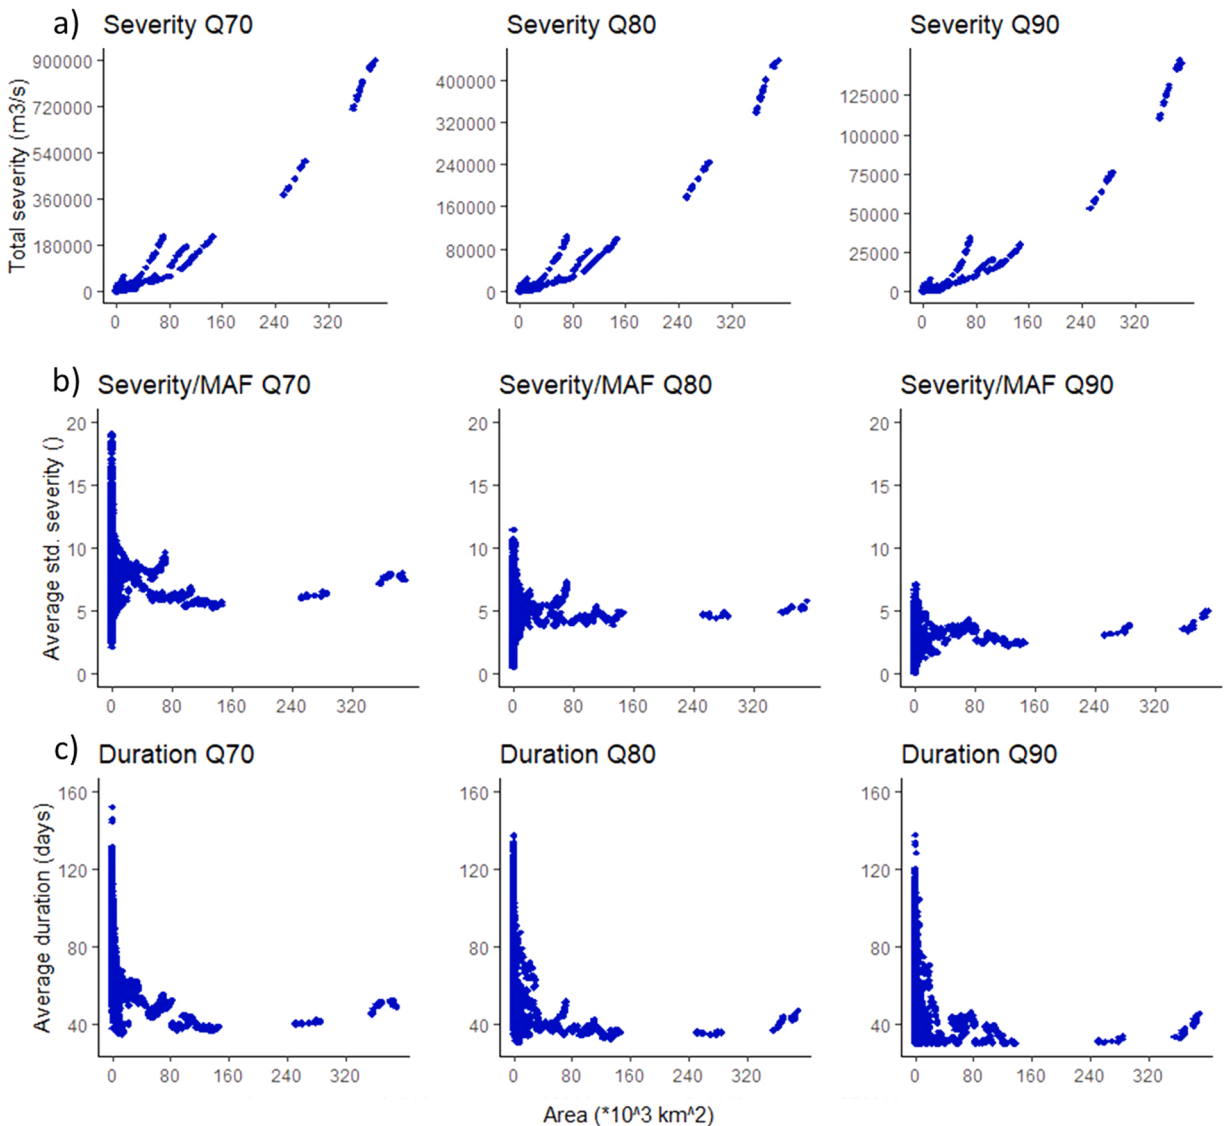 a) Severity Q70 Severity Q80 Severity Q90
Total severity (m3/s)
900000
720000
540000
360000
180000
0
0 80 160 240 320
400000
320000
240000
160000
80000
0
0 80 160 240 320
125000
100000
75000
50000
25000
0
0 80 160 240 320
b) Severity/MAF Q70 Severity/MAF Q80 Severity/MAF Q90
Average std. severity ()
20
15
10
5
0
0 80 160 240 320
20
15
10
5
0
0 80 160 240 320
20
15
10
5
0
0 80 160 240 320
c) Duration Q70 Duration Q80 Duration Q90
Average duration (days)
160
120
80
40
0 80 160 240 320
160
120
80
40
0 80 160 240 320
160
120
80
40
0 80 160 240 320
Area (*10^3 km^2)